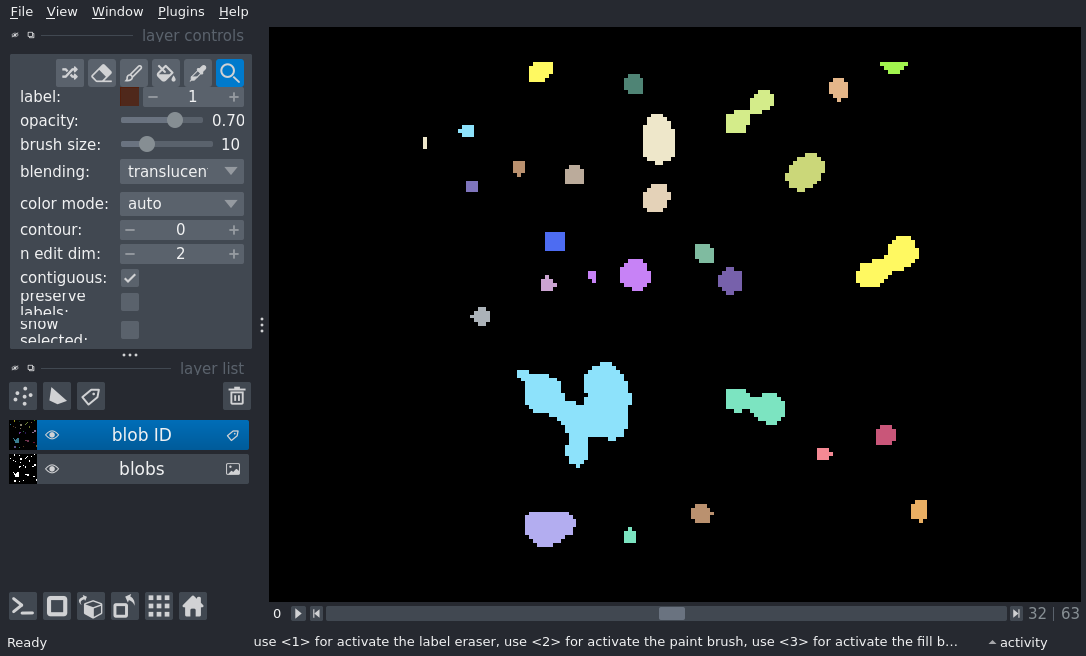 File View Window Plugins Help
layer controls
label: 1
opacity: 0.70
brush size: 10
blending: translucen
color mode: auto
contour: 0
n edit dim: 2
contiguous:
preserve
labels:
show
selected:
layer list
blob ID
blobs
0 32 | 63
Ready use <1> for activate the label eraser, use <2> for activate the paint brush, use <3> for activate the fill b... activity